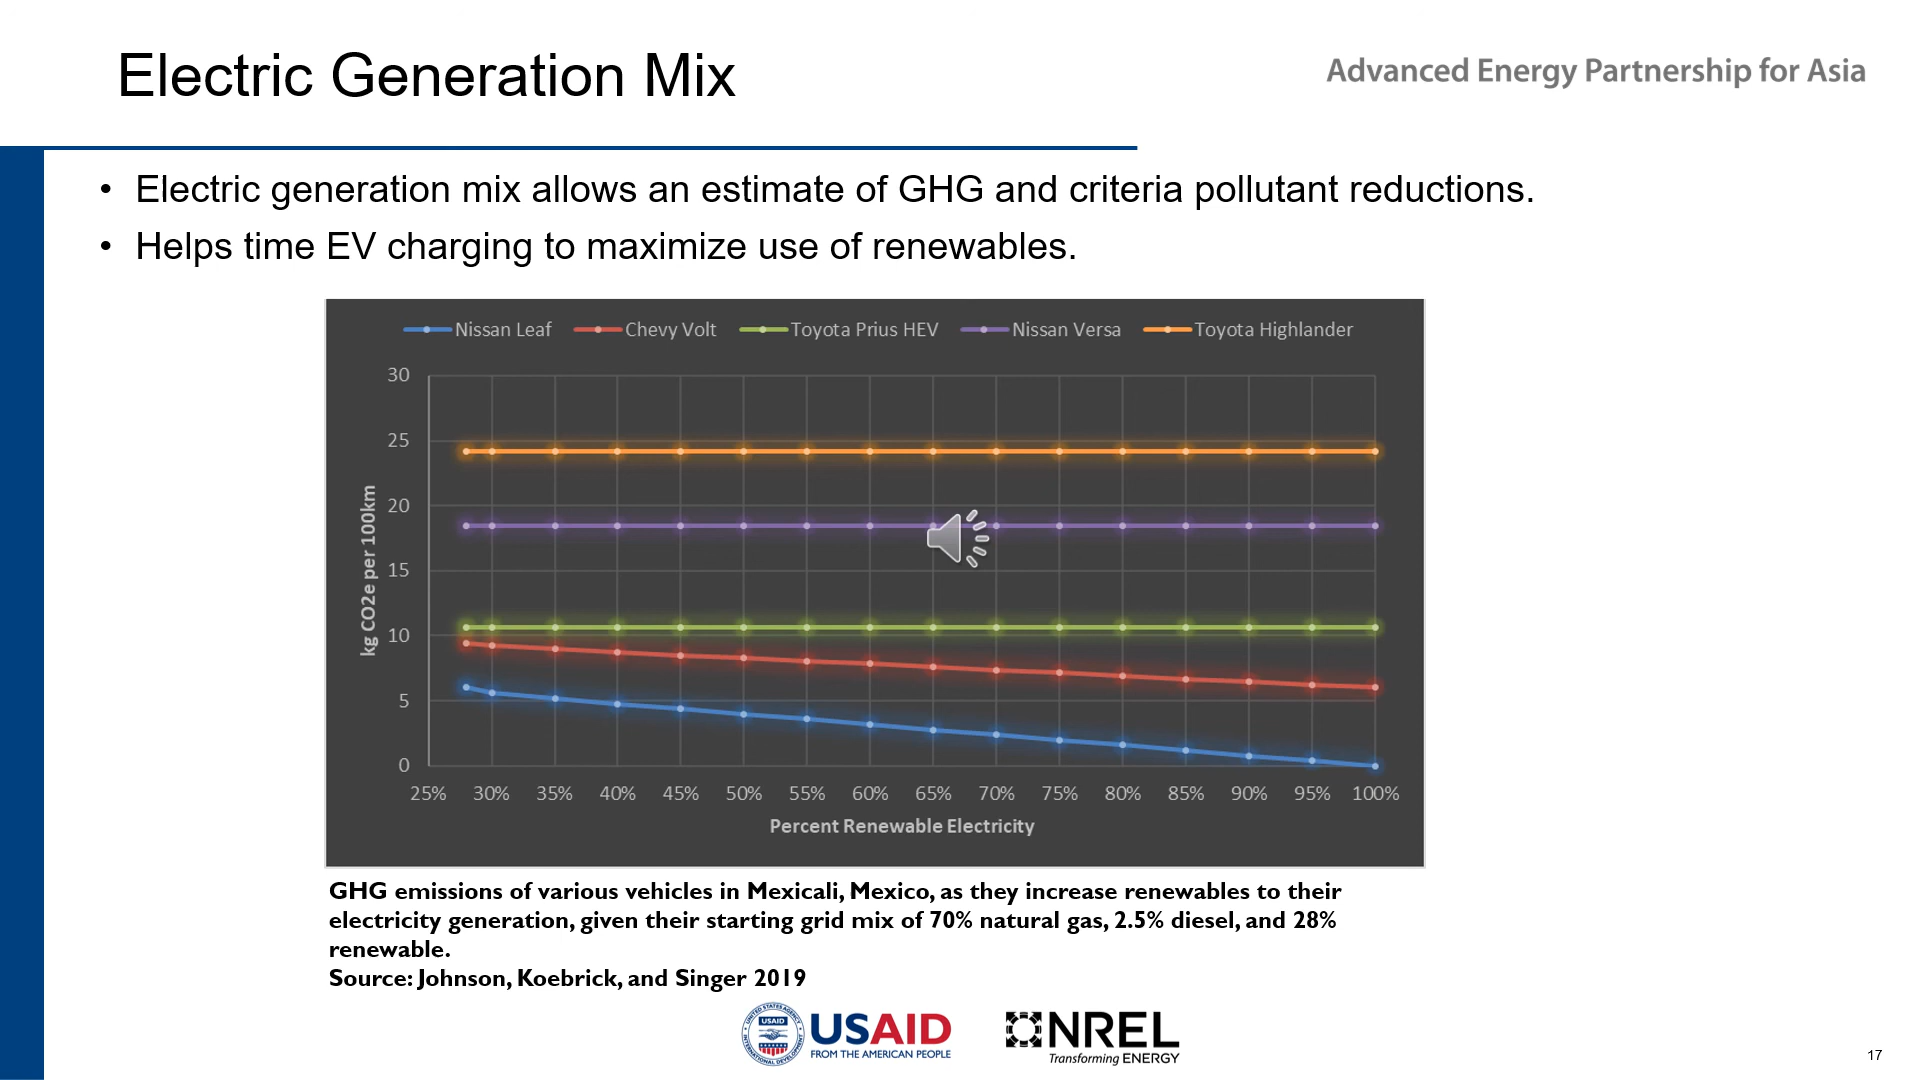 Electric Generation Mix
Advanced Energy Partnership for Asia
• Electric generation mix allows an estimate of GHG and criteria pollutant reductions.
• Helps time EV charging to maximize use of renewables.
Nissan Leaf Chevy Volt Toyota Prius HEV Nissan Versa Toyota Highlander
30
25
20
15
10
5
0
kg CO2e per 100km
25% 30% 35% 40% 45% 50% 55% 60% 65% 70% 75% 80% 85% 90% 95% 100%
Percent Renewable Electricity
GHG emissions of various vehicles in Mexicali, Mexico, as they increase renewables to their
electricity generation, given their starting grid mix of 70% natural gas, 2.5% diesel, and 28%
renewable.
Source: Johnson, Koebrick, and Singer 2019
UNITED STATES AGENCY
INTERNATIONAL DEVELOPMENT
USAID
USAID
FROM THE AMERICAN PEOPLE
NREL
Transforming ENERGY
17